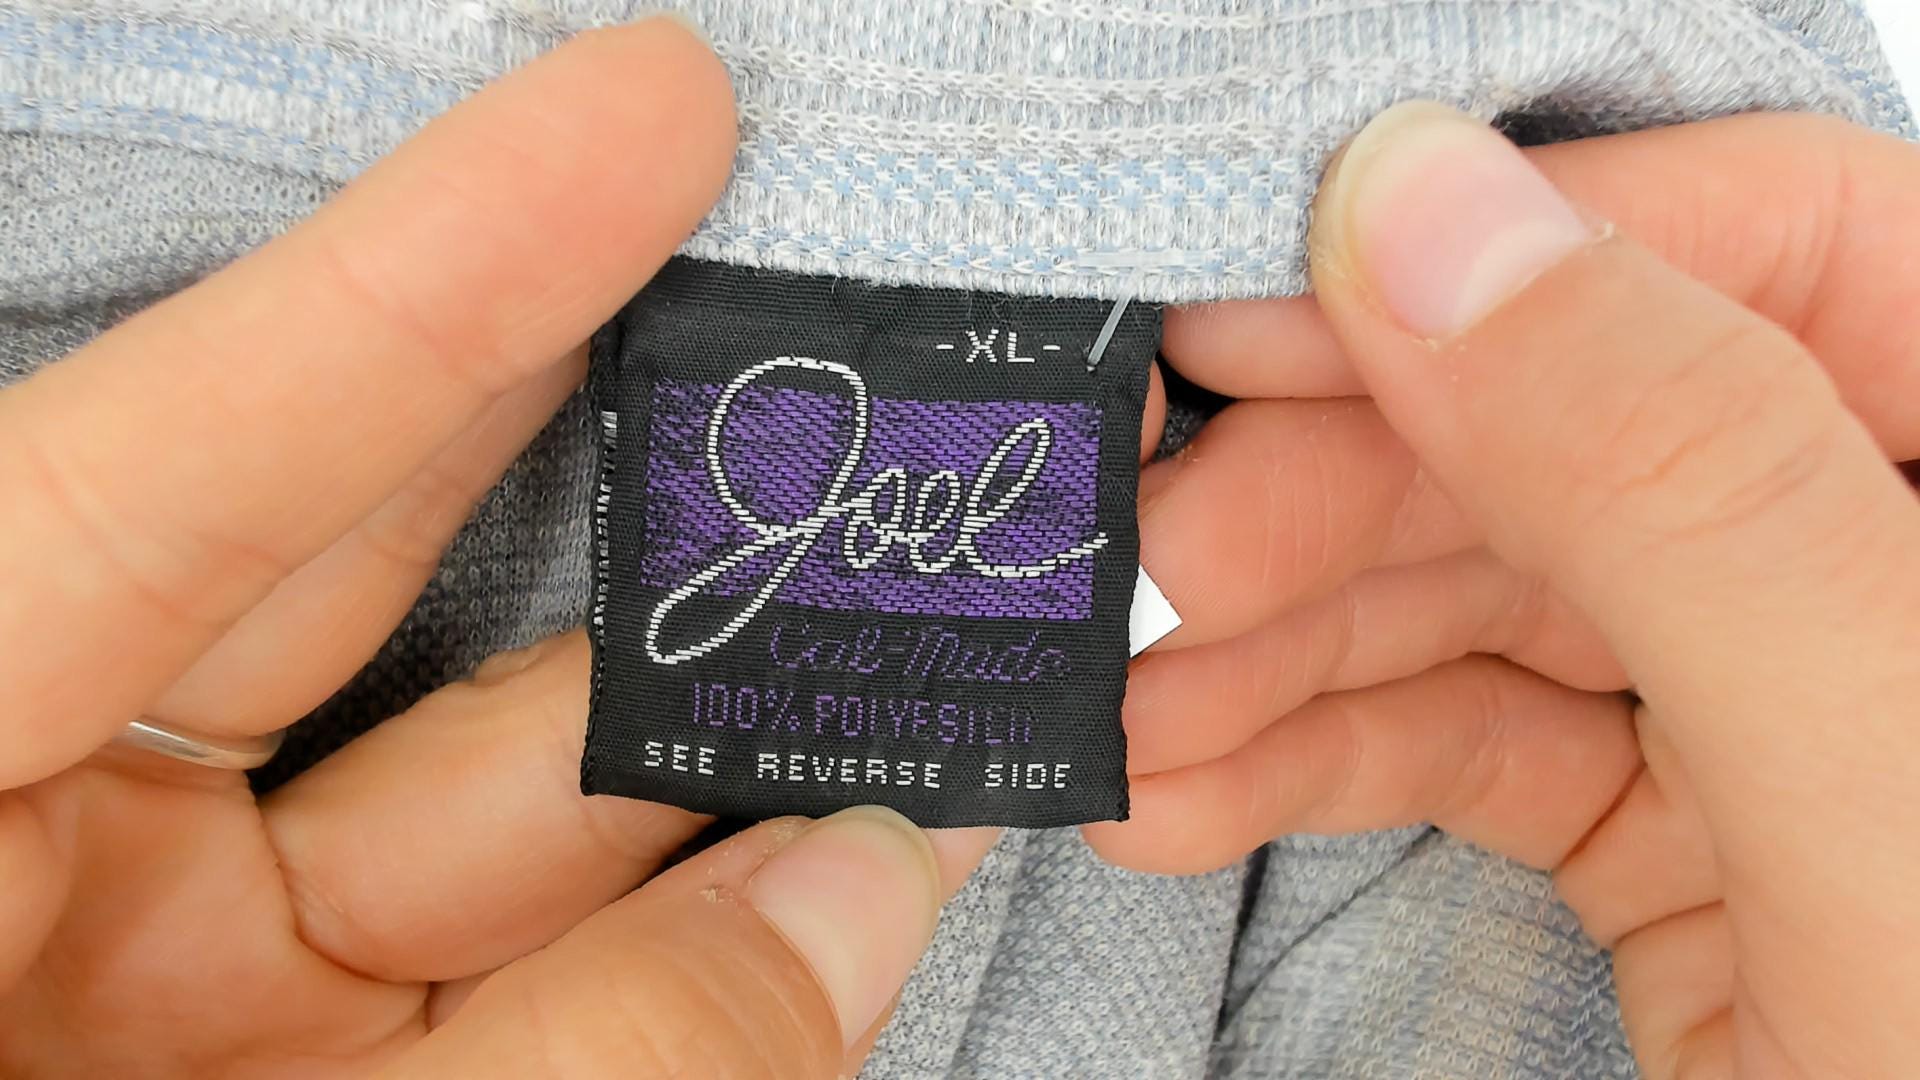 -XL-
Joel
Cal-Made
100% POLYESTER
SEE REVERSE SIDE